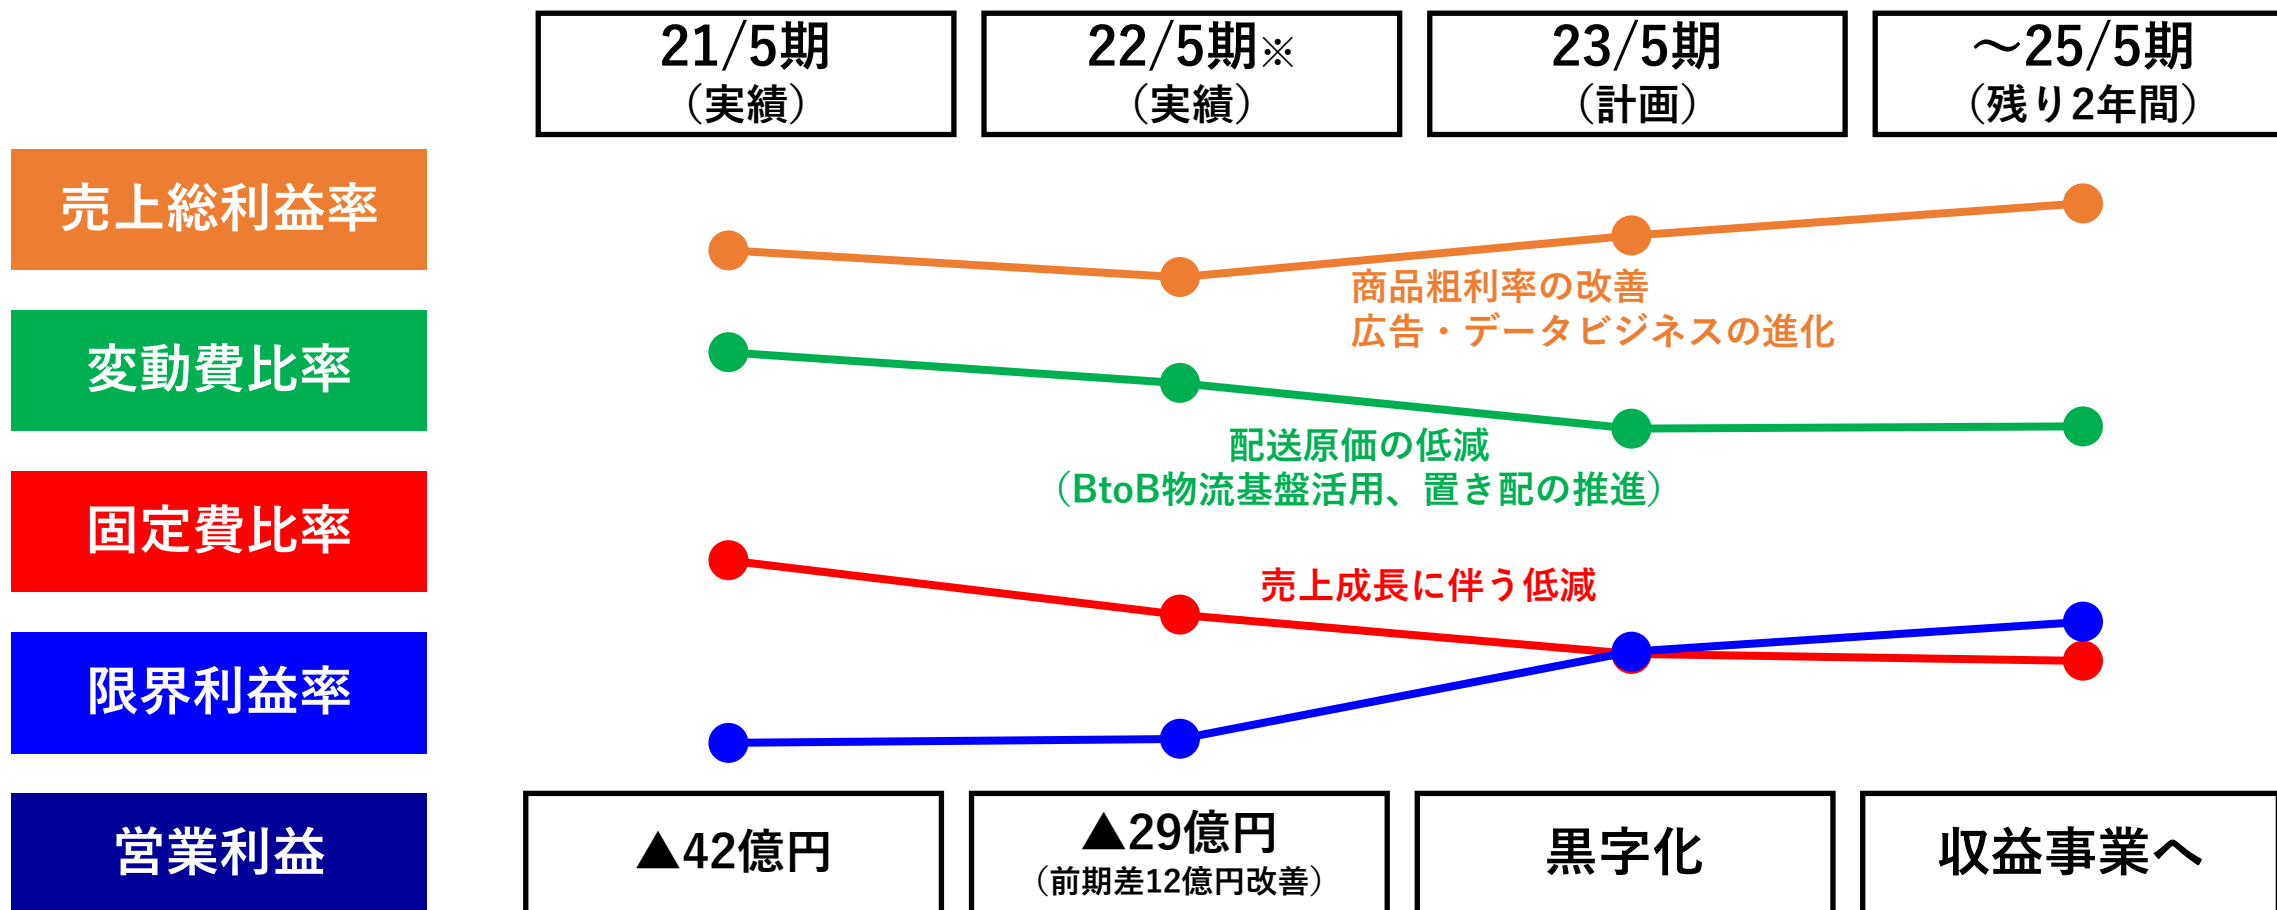 21/5期
（実績）
22/5期※
（実績）
23/5期
（計画）
～25/5期
（残り2年間）
売上総利益率
商品粗利率の改善
広告・データビジネスの進化
変動費比率
配送原価の低減
（BtoB物流基盤活用、置き配の推進）
固定費比率
売上成長に伴う低減
限界利益率
営業利益
▲42億円
▲29億円
（前期差12億円改善）
黒字化
収益事業へ